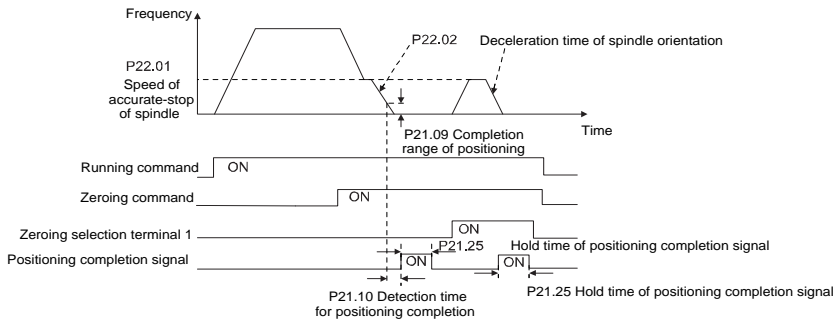 Frequency
P22.02
Deceleration time of spindle orientation
P22.01
Speed of
accurate-stop
of spindle
Time
P21.09 Completion
range of positioning
Running command
ON
Zeroing command
ON
Zeroing selection terminal 1
ON
P21.25
Hold time of positioning completion signal
Positioning completion signal
ON
ON
P21.10 Detection time
for positioning completion
P21.25 Hold time of positioning completion signal